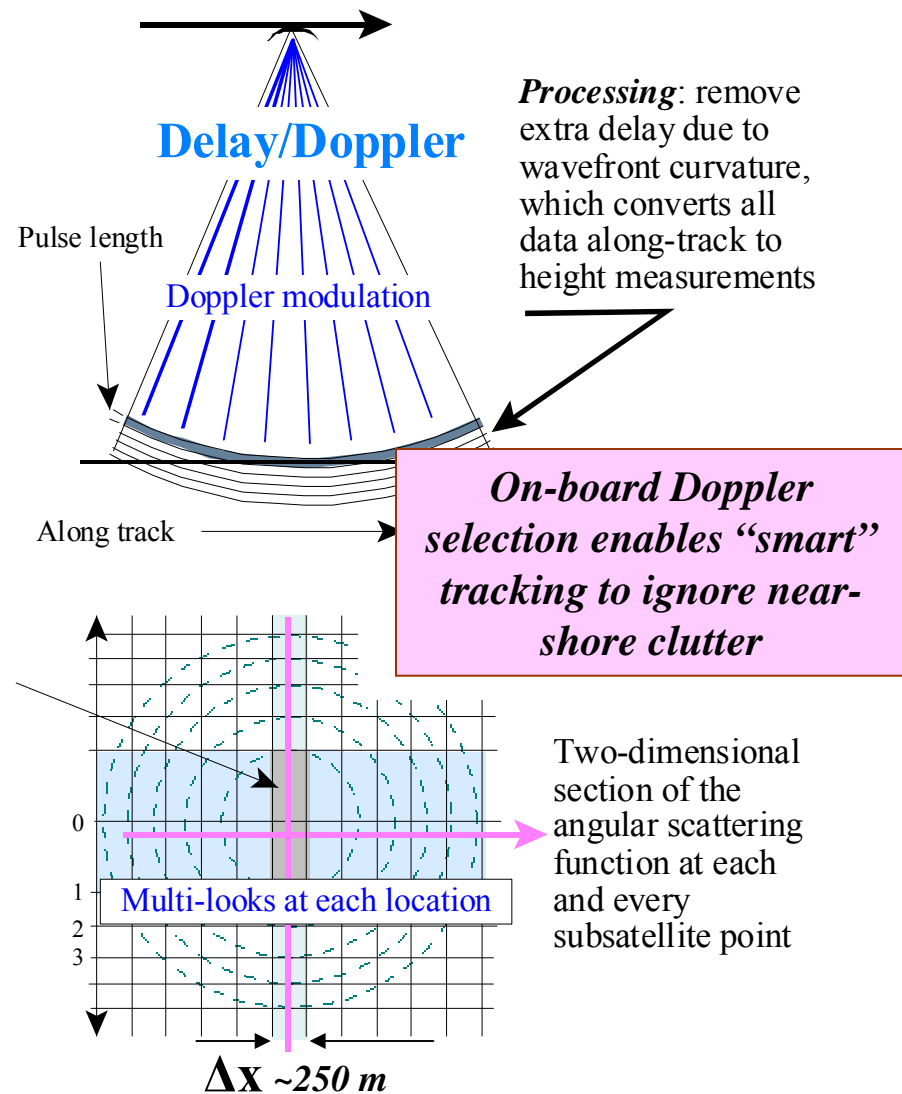 Delay/Doppler
Processing: remove
extra delay due to
wavefront curvature,
which converts all
data along-track to
height measurements
Pulse length
Doppler modulation
On-board Doppler
selection enables “smart”
tracking to ignore near-
shore clutter
Along track
0
1
2
3
Multi-looks at each location
Two-dimensional
section of the
angular scattering
function at each
and every
subsatellite point
Δx ~250 m